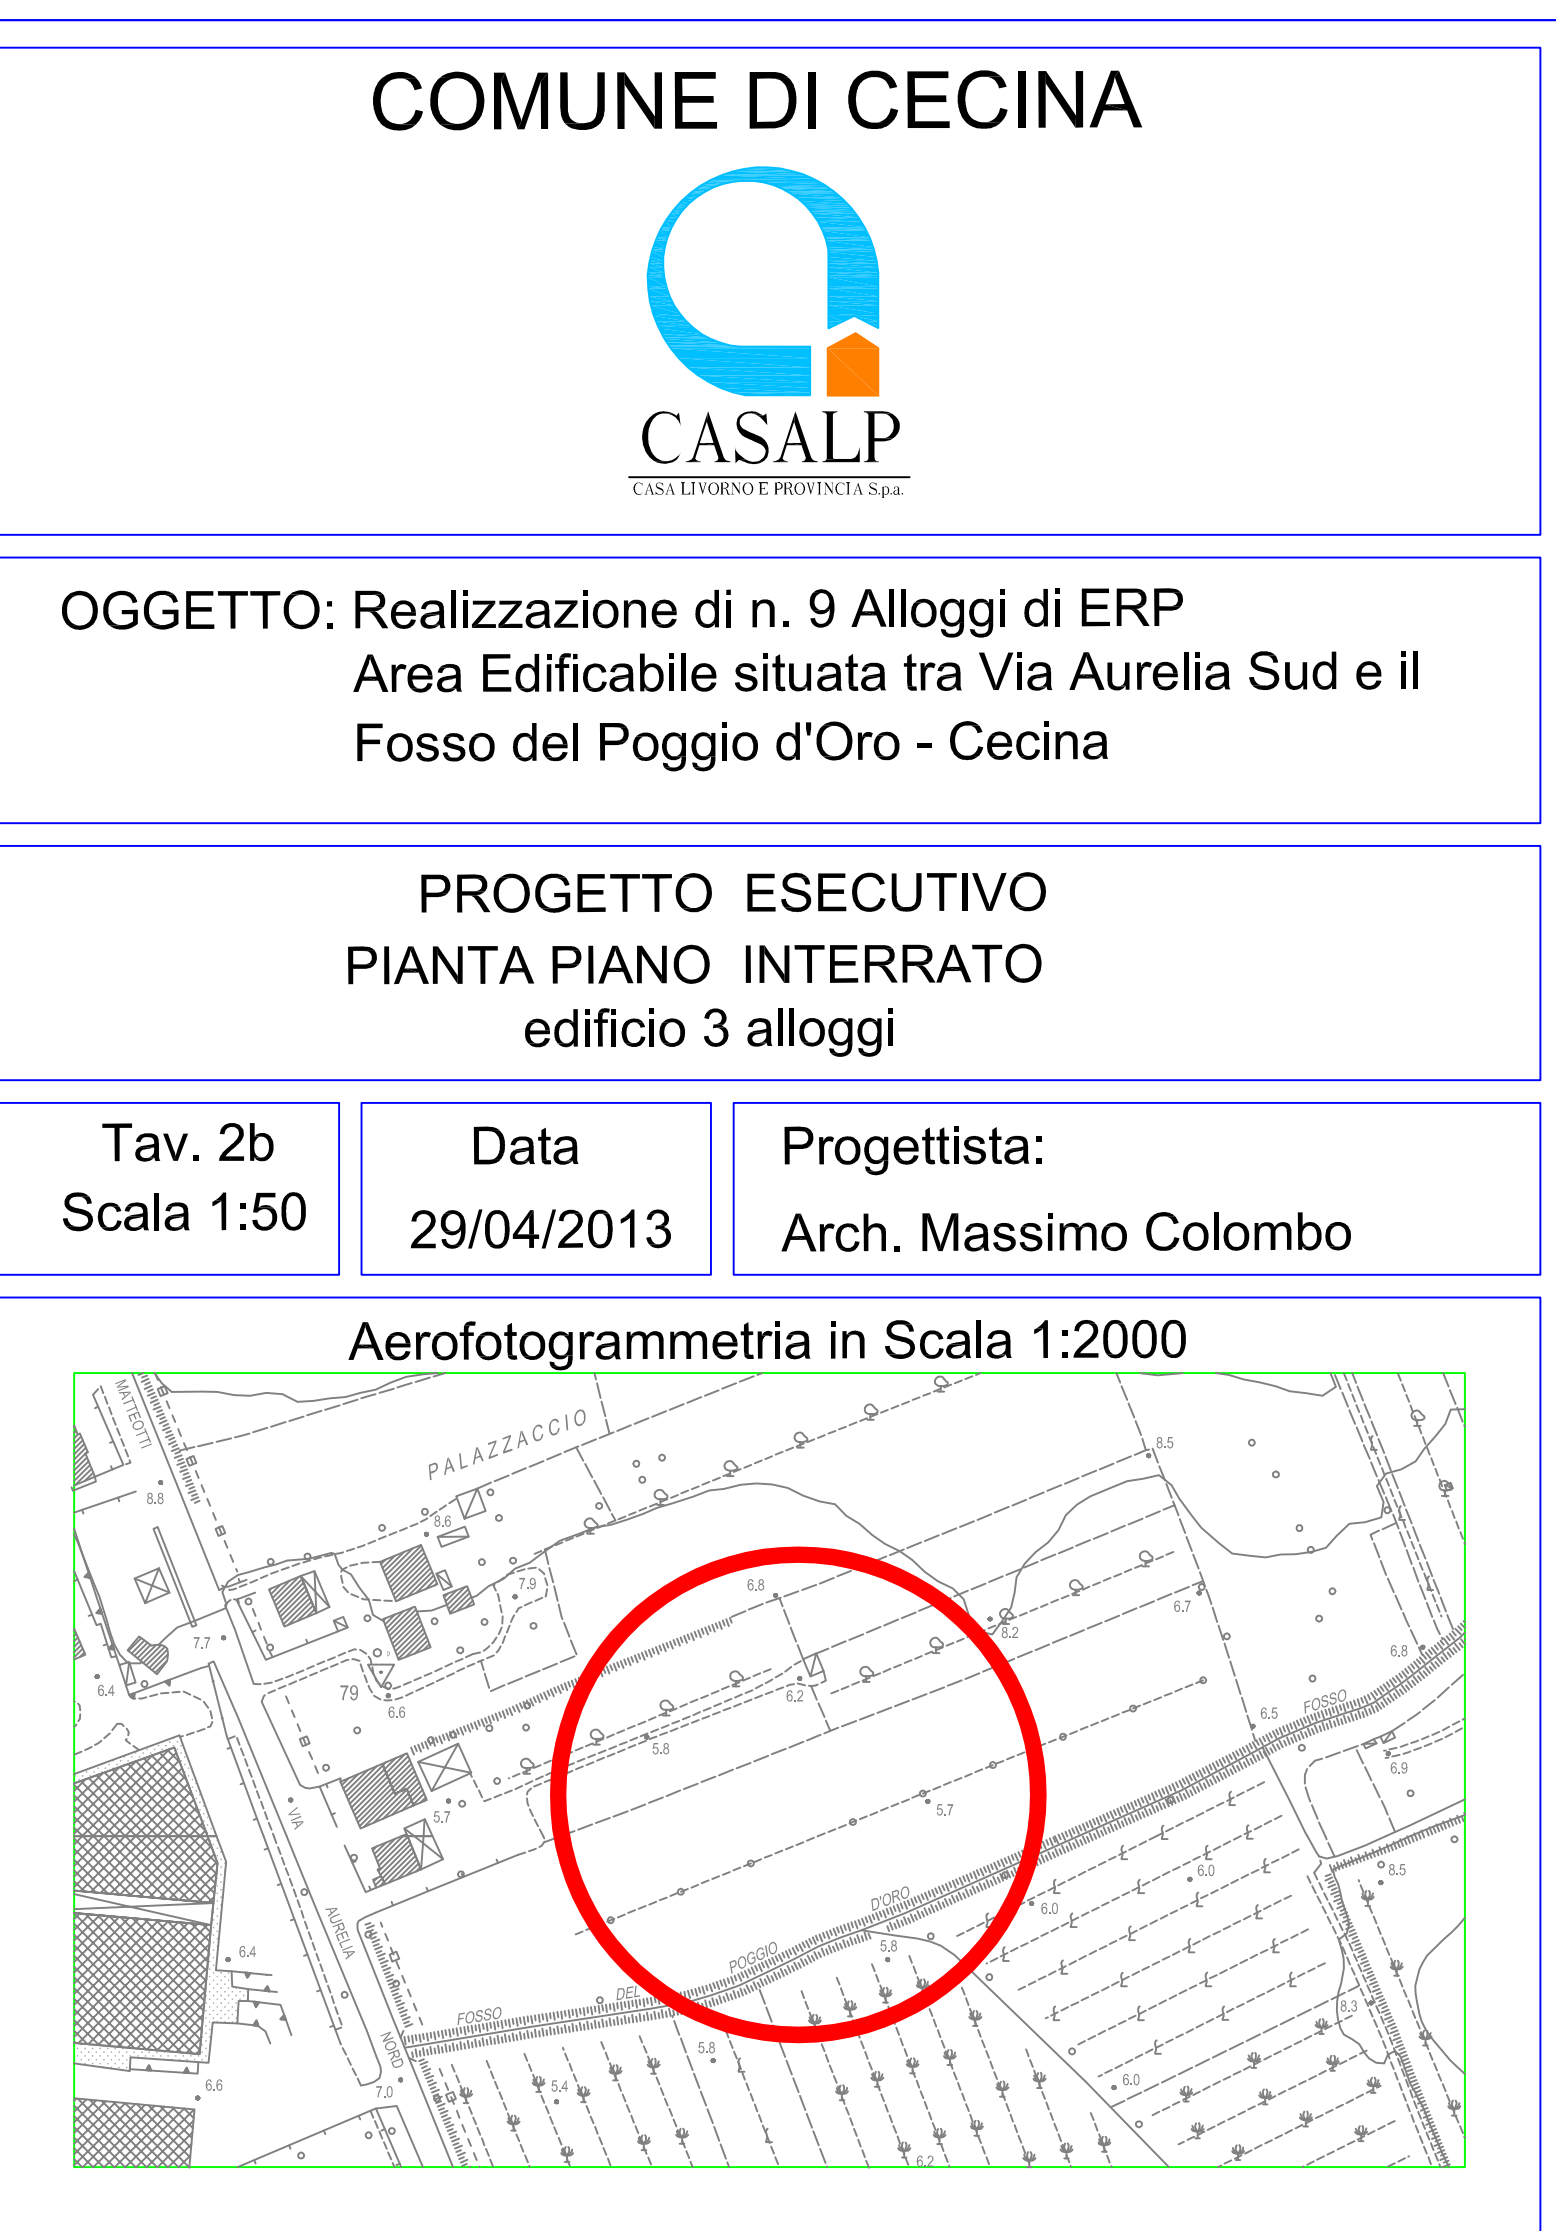 COMUNE DI CECINA
CASALP
CASA LIVORNO E PROVINCIA S.p.a.
OGGETTO: Realizzazione di n. 9 Alloggi di ERP
Area Edificabile situata tra Via Aurelia Sud e il
Fosso del Poggio d'Oro - Cecina
PROGETTO ESECUTIVO
PIANTA PIANO INTERRATO
edificio 3 alloggi
Tav. 2b
Scala 1:50
Data
29/04/2013
Progettista:
Arch. Massimo Colombo
Aerofotogrammetria in Scala 1:2000
MATTEOTTI
PALAZZACCIO
8.5
8.8
8.6
7.9
6.8
6.7
8.2
7.7
6.8
6.4
79
6.6
6.2
FOSSO
6.5
5.8
6.9
VIA
5.7
5.7
8.5
6.0
D'ORO
6.0
AURELIA
6.4
5.8
POGGIO
DEL
FOSSO
8.3
NORD
5.8
6.6
7.0
5.4
6.0
6.2